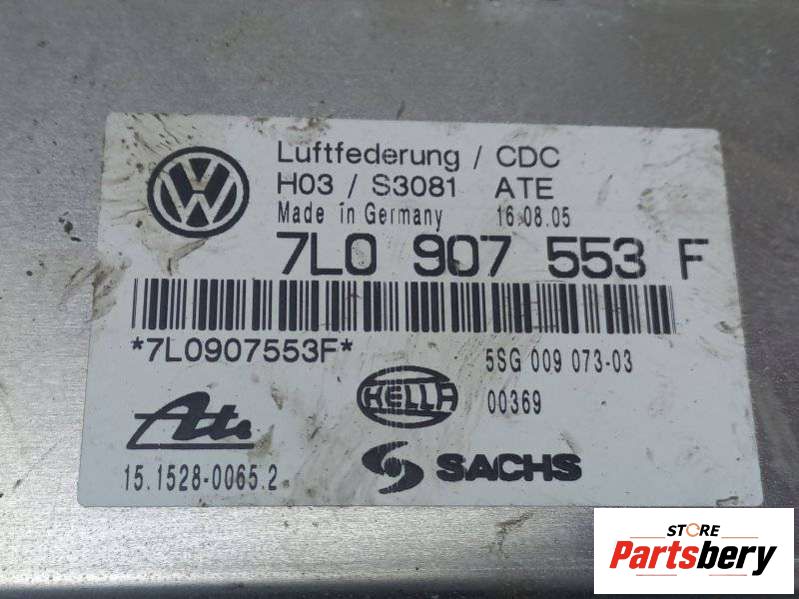 Luftfederung / CDC
H03 / S3081 ATE
Made in Germany 16.08.05
7L0 907 553 F
*7L0907553F*
5SG 009 073-03
HELLA 00369
Ate
15.1528-0065.2
SACHS
STORE
Partsbery